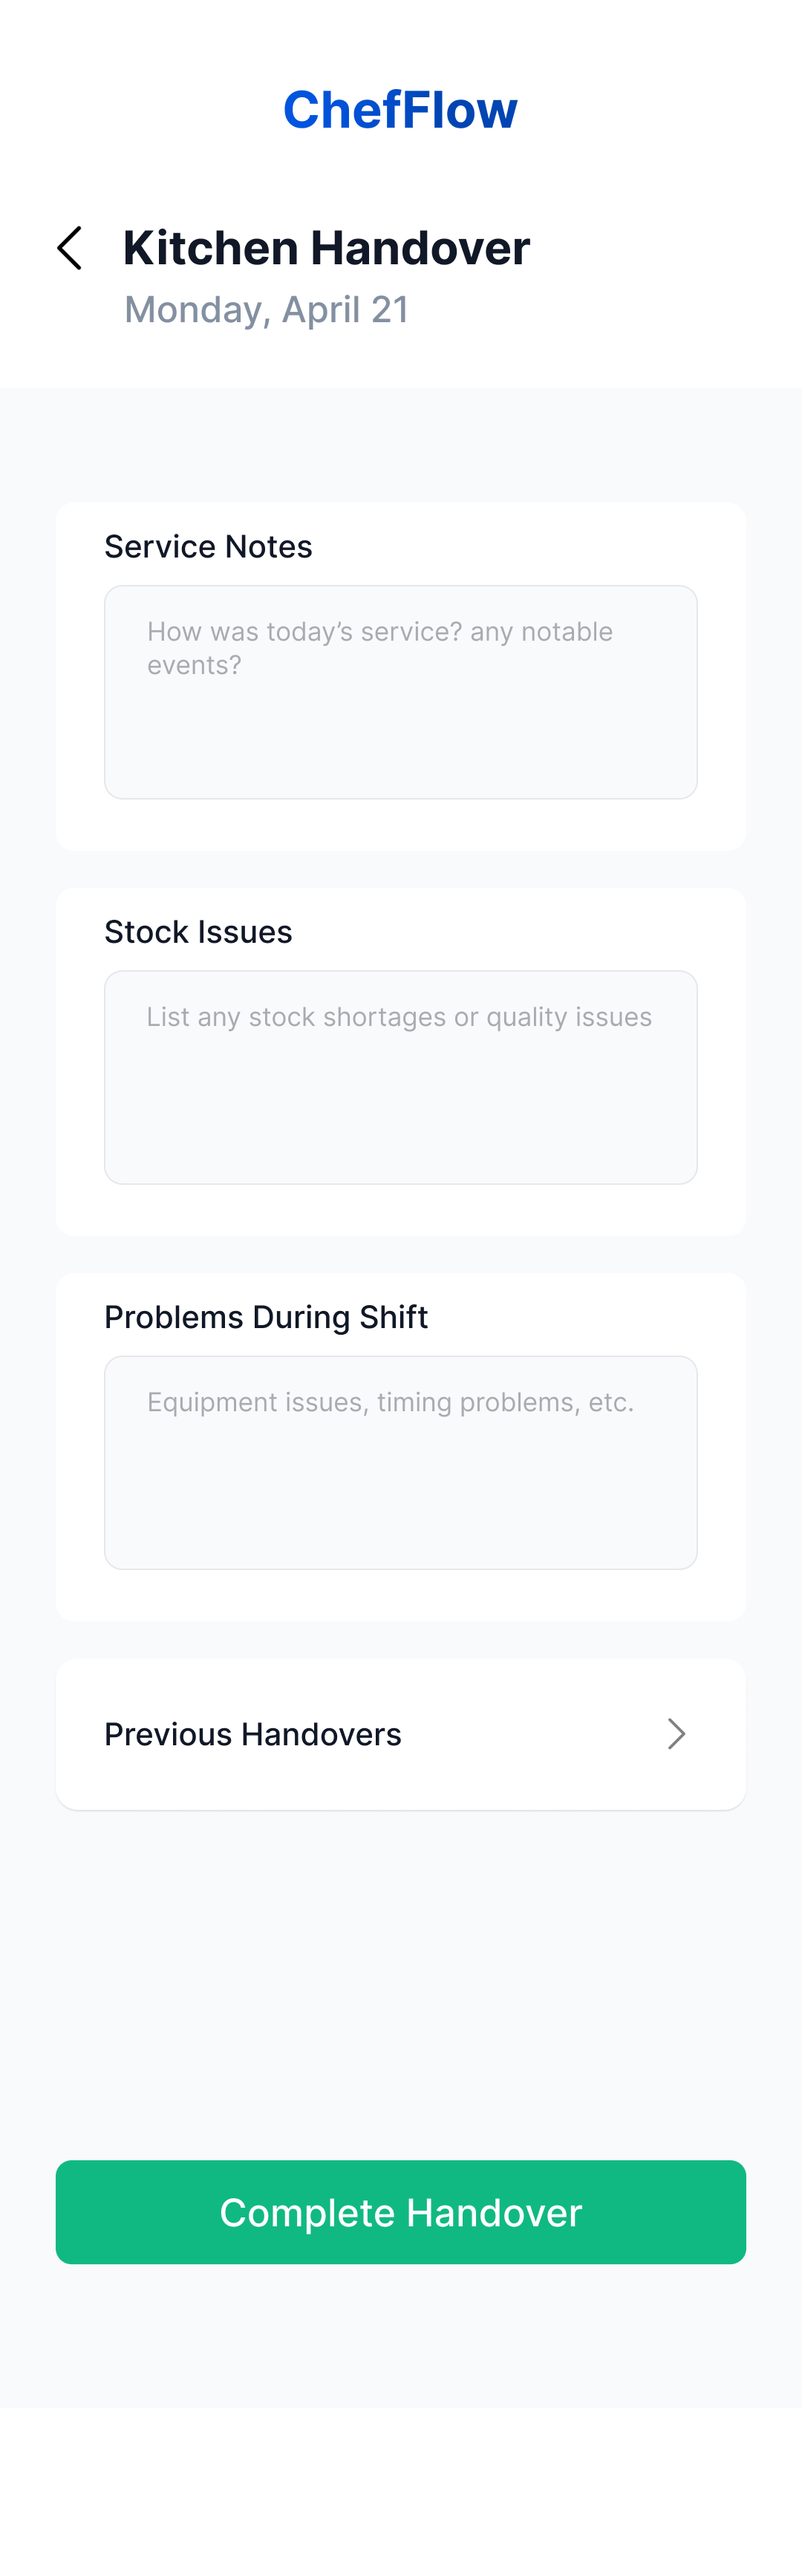 ChefFlow
Kitchen Handover
Monday, April 21
Service Notes
How was today’s service? any notable
events?
Stock Issues
List any stock shortages or quality issues
Problems During Shift
Equipment issues, timing problems, etc.
Previous Handovers
Complete Handover